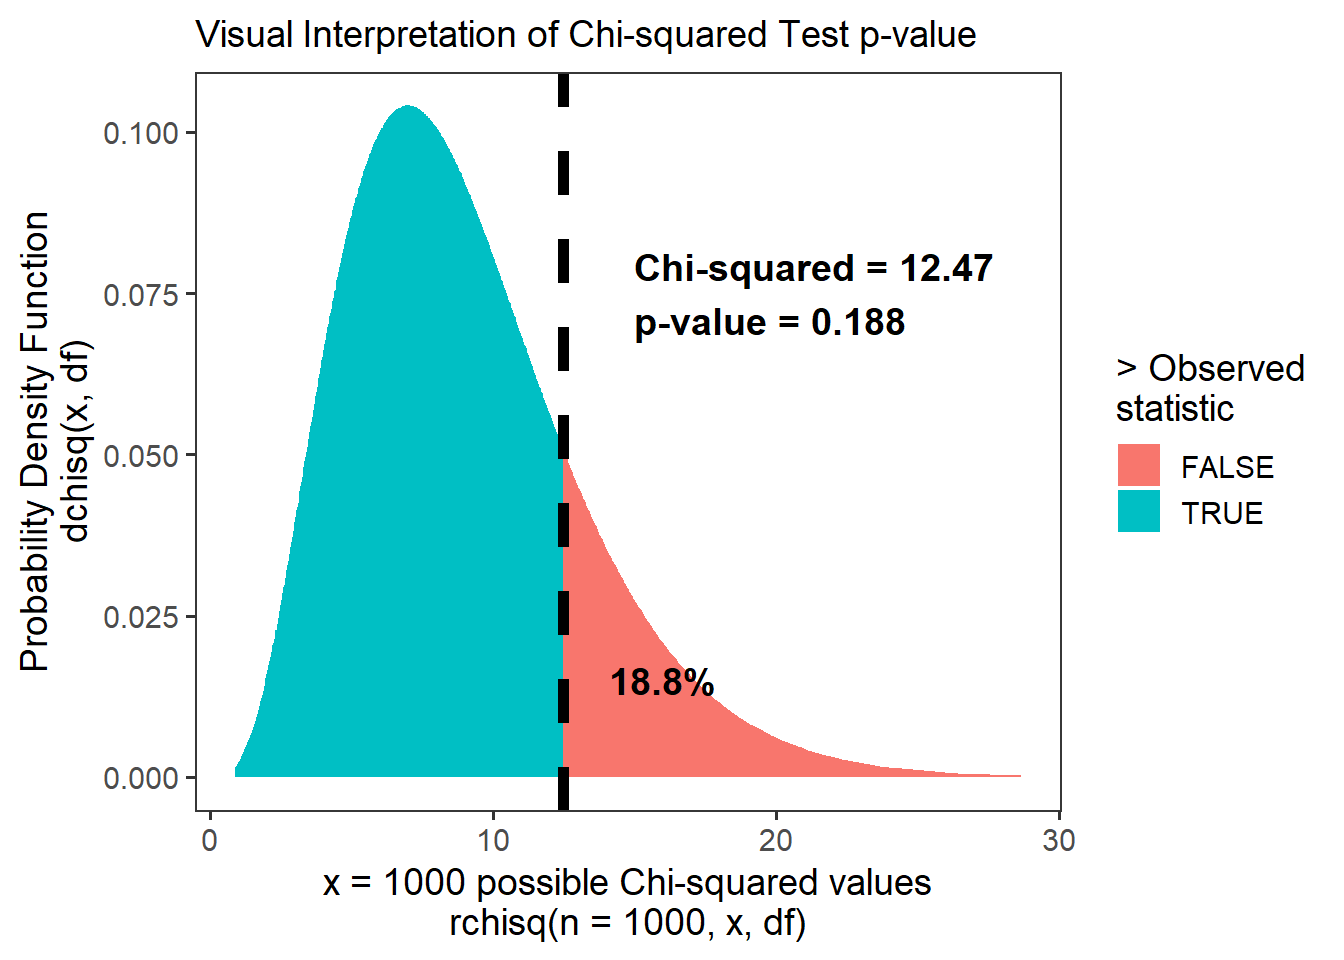 Visual Interpretation of Chi-squared Test p-value
Probability Density Function
dchisq(x, df)
0.100
0.075
0.050
0.025
0.000
Chi-squared = 12.47
p-value = 0.188
18.8%
0
10
20
30
x = 1000 possible Chi-squared values
rchisq(n = 1000, x, df)
> Observed
statistic
FALSE
TRUE